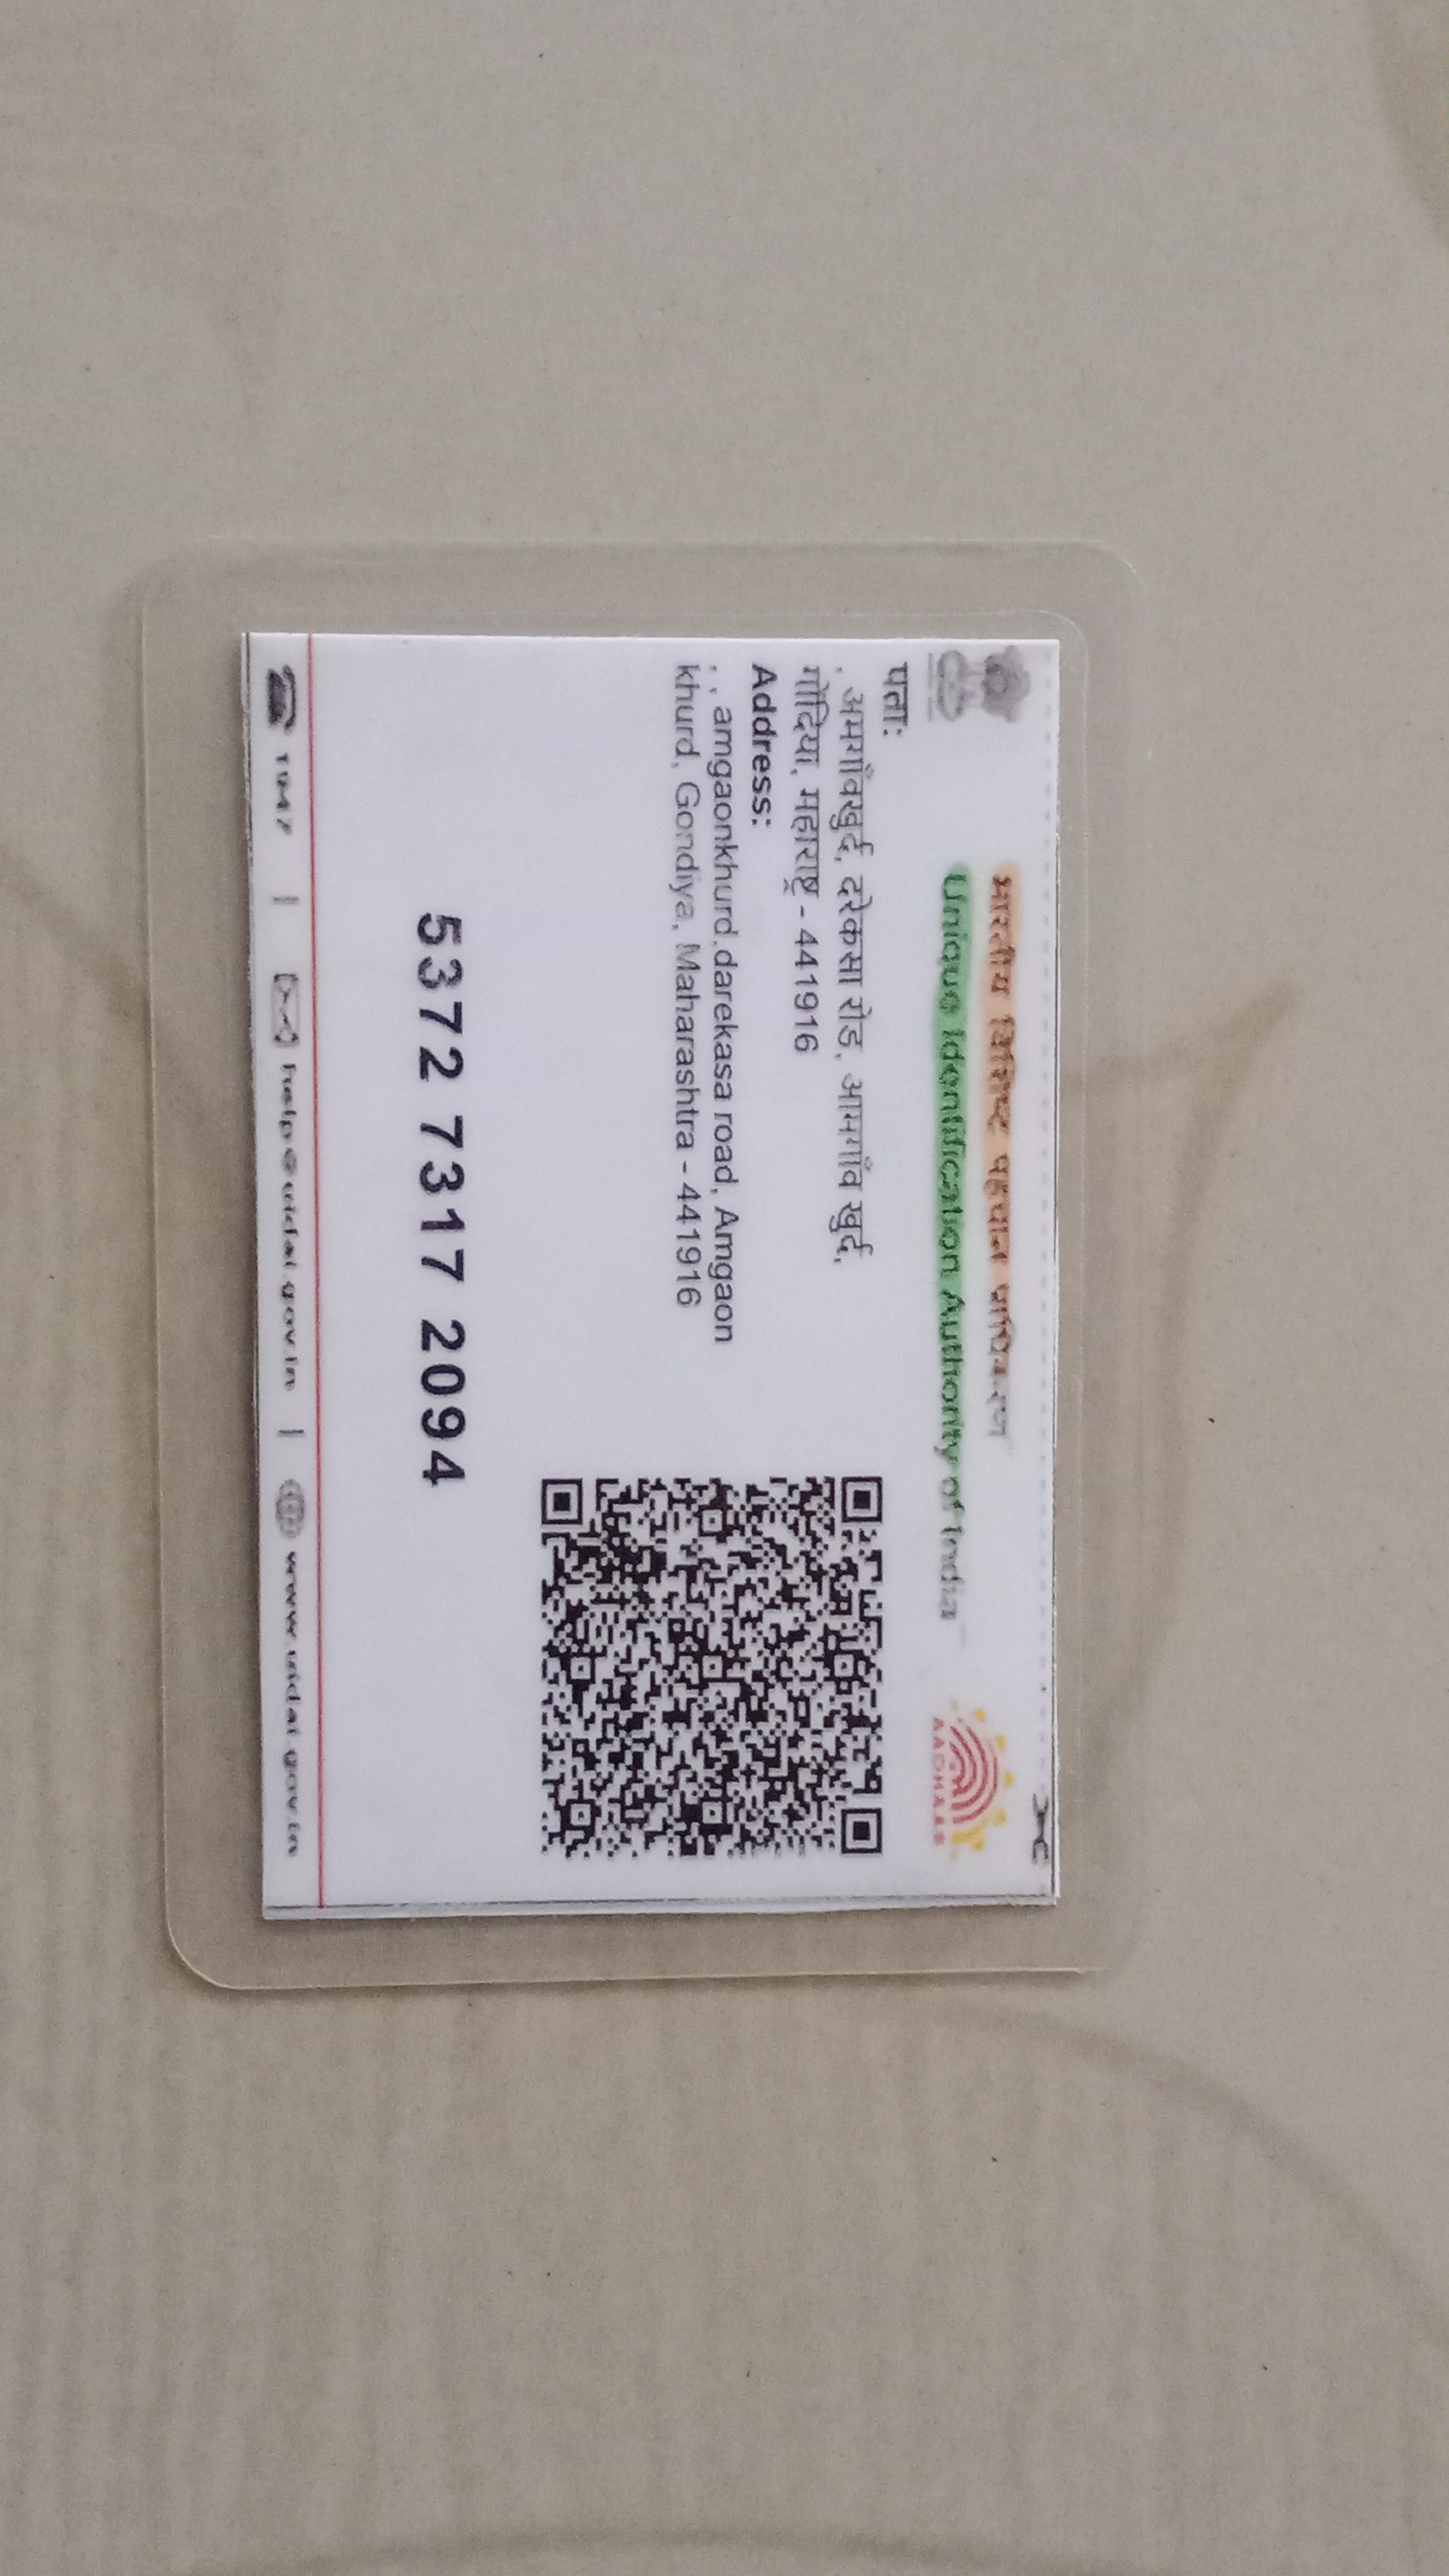 भारतीय विशिष्ट पहचान प्राधिकरण
Unique Identification Authority of India
AADHAAR
पता:
, अमगाँवखुर्द, दरेकसा रोड, आमगाँव खुर्द,
गोंदिया, महाराष्ट्र - 441916
Address:
, , amgaonkhurd,darekasa road, Amgaon
khurd, Gondiya, Maharashtra - 441916
5372 7317 2094
1947 | help@uidai.gov.in | www.uidai.gov.in